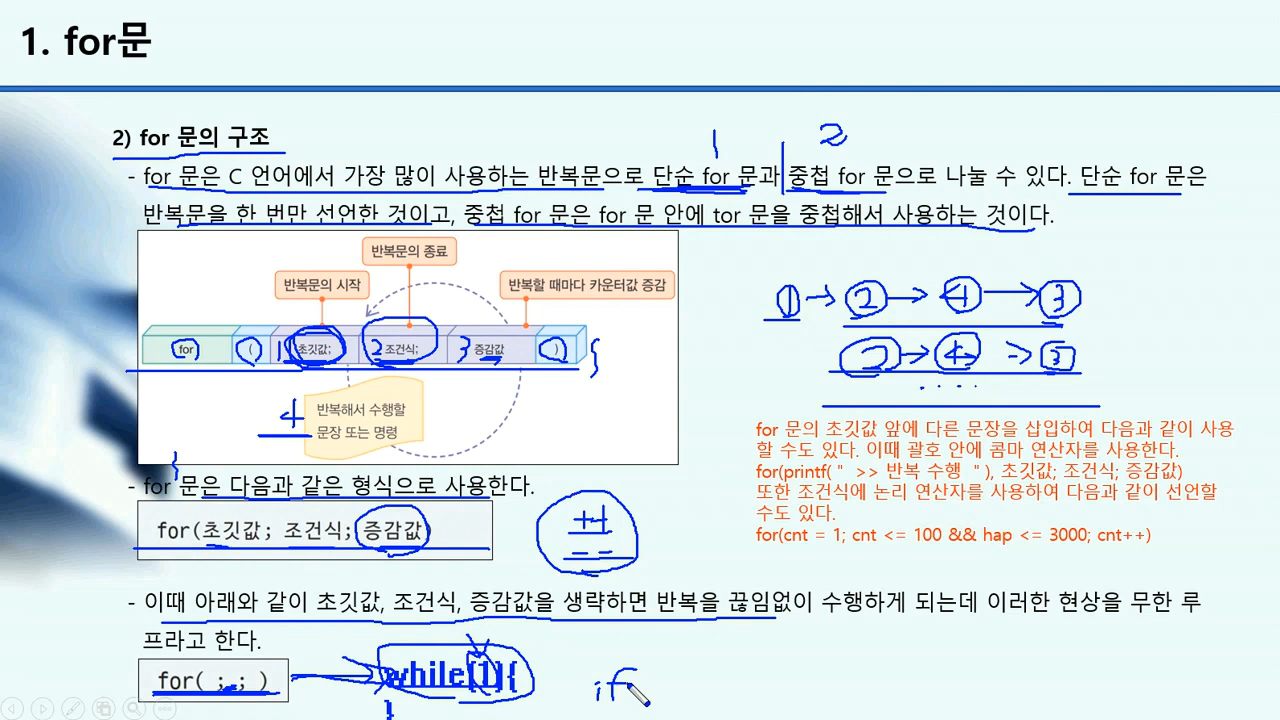 1. for문
2) for 문의 구조
1 2
- for 문은 C 언어에서 가장 많이 사용하는 반복문으로 단순 for 문과 중첩 for 문으로 나눌 수 있다. 단순 for 문은
반복문을 한 번만 선언한 것이고, 중첩 for 문은 for 문 안에 tor 문을 중첩해서 사용하는 것이다.
반복문의 종료
반복문의 시작
반복할 때마다 카운터값 증감
for ( 1 초깃값; 2 조건식; 3 증감값 ) {
4 반복해서 수행할
문장 또는 명령
}
① → ② → ④ → ③
② → ④ → ③
. . . .
for 문의 초깃값 앞에 다른 문장을 삽입하여 다음과 같이 사용
할 수도 있다. 이때 괄호 안에 콤마 연산자를 사용한다.
for(printf( " >> 반복 수행 " ), 초깃값; 조건식; 증감값)
또한 조건식에 논리 연산자를 사용하여 다음과 같이 선언할
수도 있다.
for(cnt = 1; cnt <= 100 && hap <= 3000; cnt++)
- for 문은 다음과 같은 형식으로 사용한다.
for(초깃값; 조건식; 증감값)
++
--
- 이때 아래와 같이 초깃값, 조건식, 증감값을 생략하면 반복을 끊임없이 수행하게 되는데 이러한 현상을 무한 루
프라고 한다.
for( ; ; )
while(1){
}
if